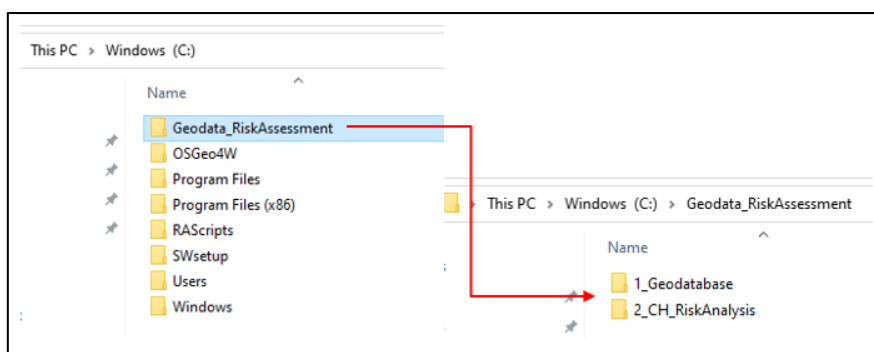 This PC > Windows (C:)
Name
Geodata_RiskAssessment
OSGeo4W
Program Files
Program Files (x86)
RAScripts
SWsetup
Users
Windows
This PC > Windows (C:) > Geodata_RiskAssessment
Name
1_Geodatabase
2_CH_RiskAnalysis